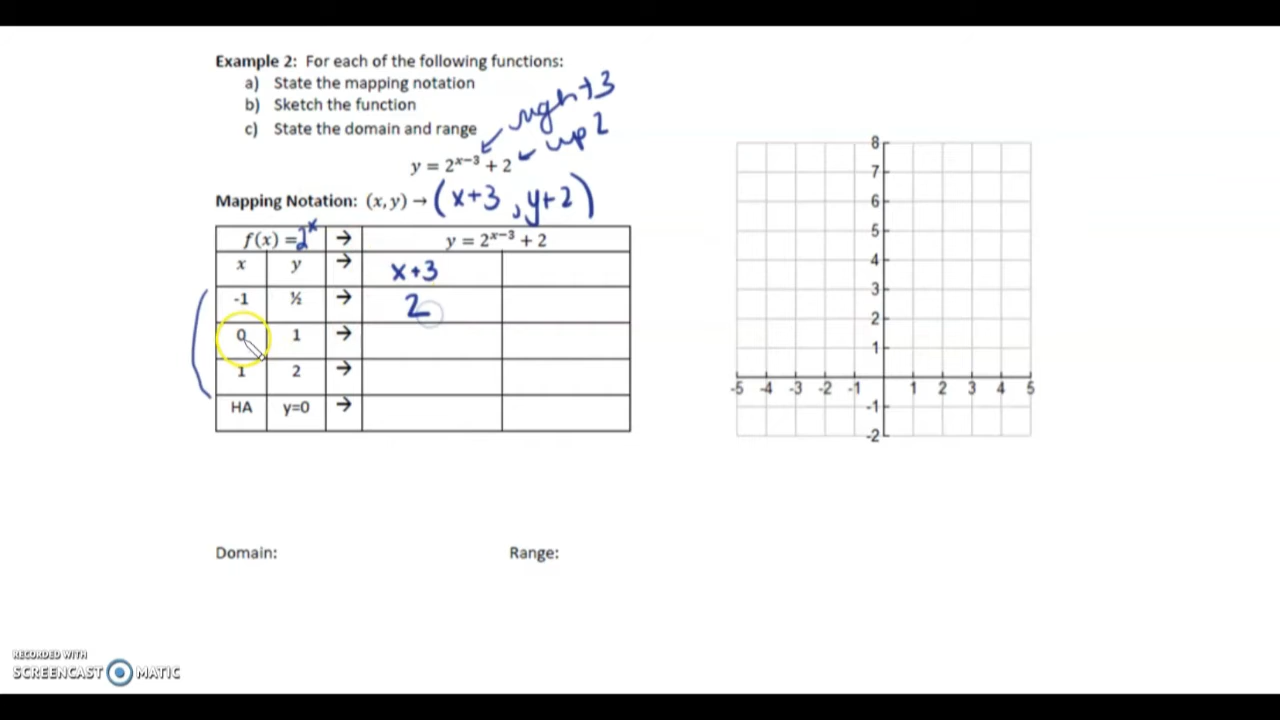 Example 2: For each of the following functions:
a) State the mapping notation
b) Sketch the function
c) State the domain and range
right 3
up 2
y = 2^{x−3} + 2
Mapping Notation: (x, y) → (x+3, y+2)
f(x) = 2^x → y = 2^{x−3} + 2
x y → x+3
-1 ½ → 2
0 1 →
1 2 →
HA y=0 →
8
7
6
5
4
3
2
1
-5 -4 -3 -2 -1 1 2 3 4 5
-1
-2
Domain: Range:
RECORDED WITH
SCREENCAST MATIC